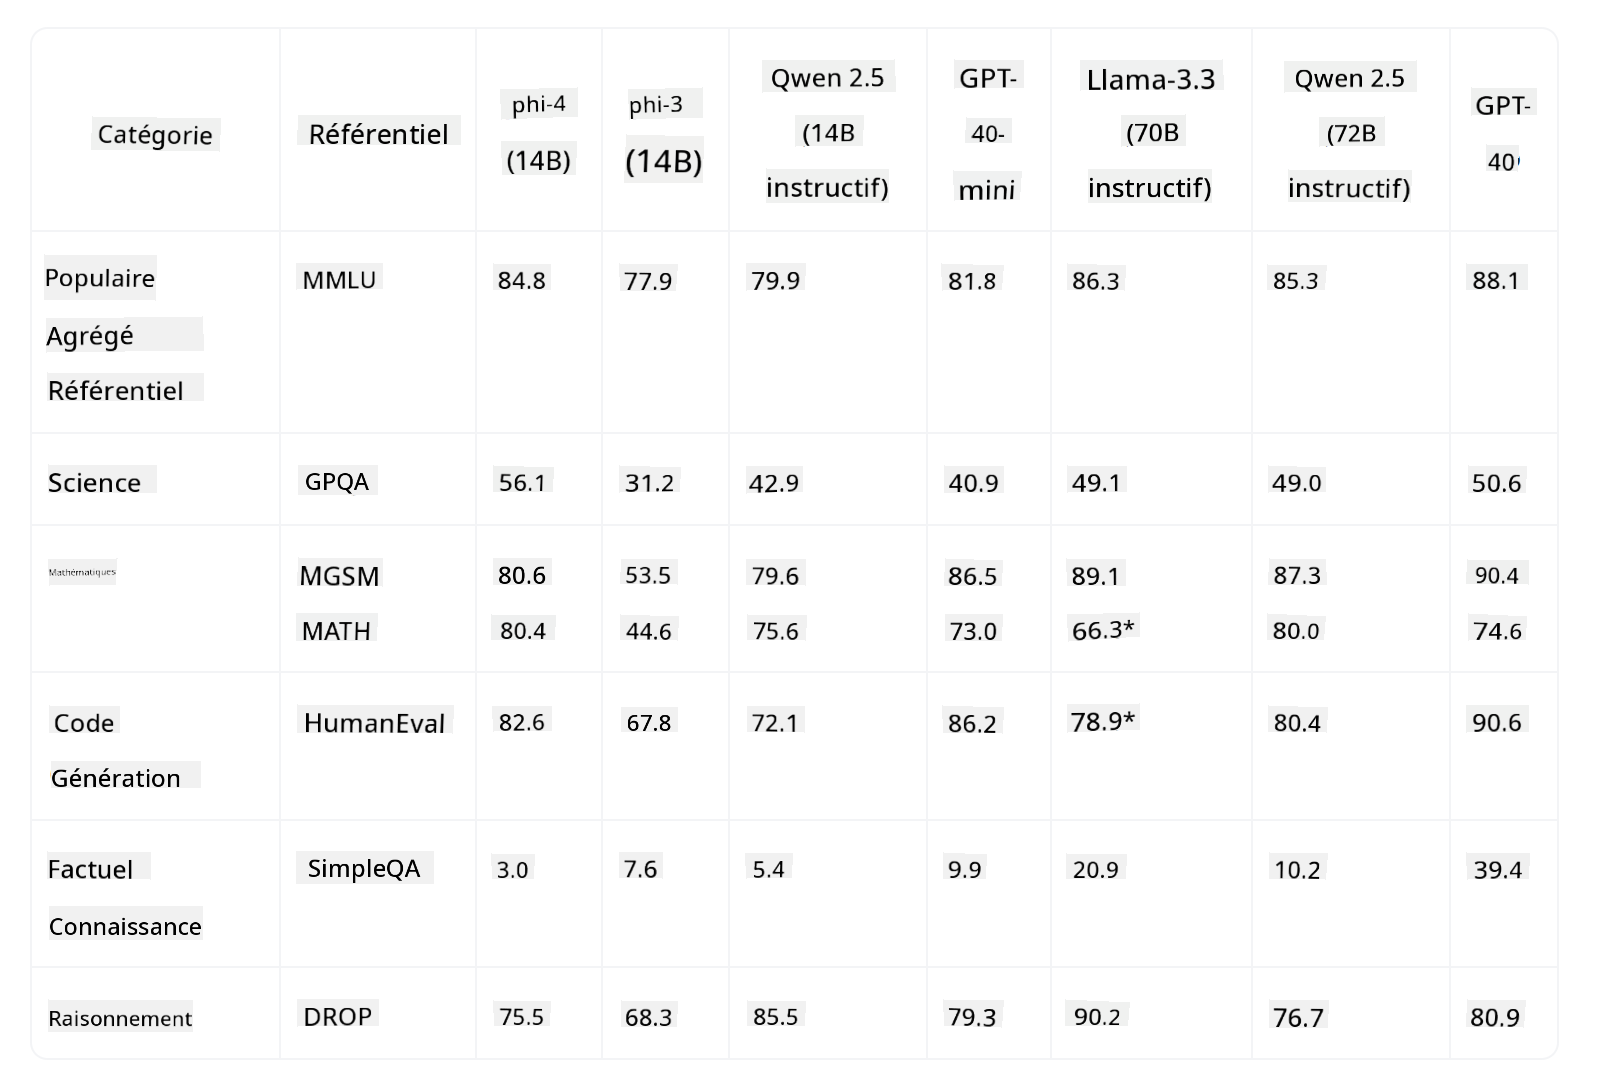 Catégorie Référentiel phi-4 (14B) phi-3 (14B) Qwen 2.5 (14B instructif) GPT-40-mini Llama-3.3 (70B instructif) Qwen 2.5 (72B instructif) GPT-40
Populaire MMLU 84.8 77.9 79.9 81.8 86.3 85.3 88.1
Agrégé
Référentiel
Science GPQA 56.1 31.2 42.9 40.9 49.1 49.0 50.6
Mathématiques MGSM 80.6 53.5 79.6 86.5 89.1 87.3 90.4
MATH 80.4 44.6 75.6 73.0 66.3* 80.0 74.6
Code HumanEval 82.6 67.8 72.1 86.2 78.9* 80.4 90.6
Génération
Factuel SimpleQA 3.0 7.6 5.4 9.9 20.9 10.2 39.4
Connaissance
Raisonnement DROP 75.5 68.3 85.5 79.3 90.2 76.7 80.9